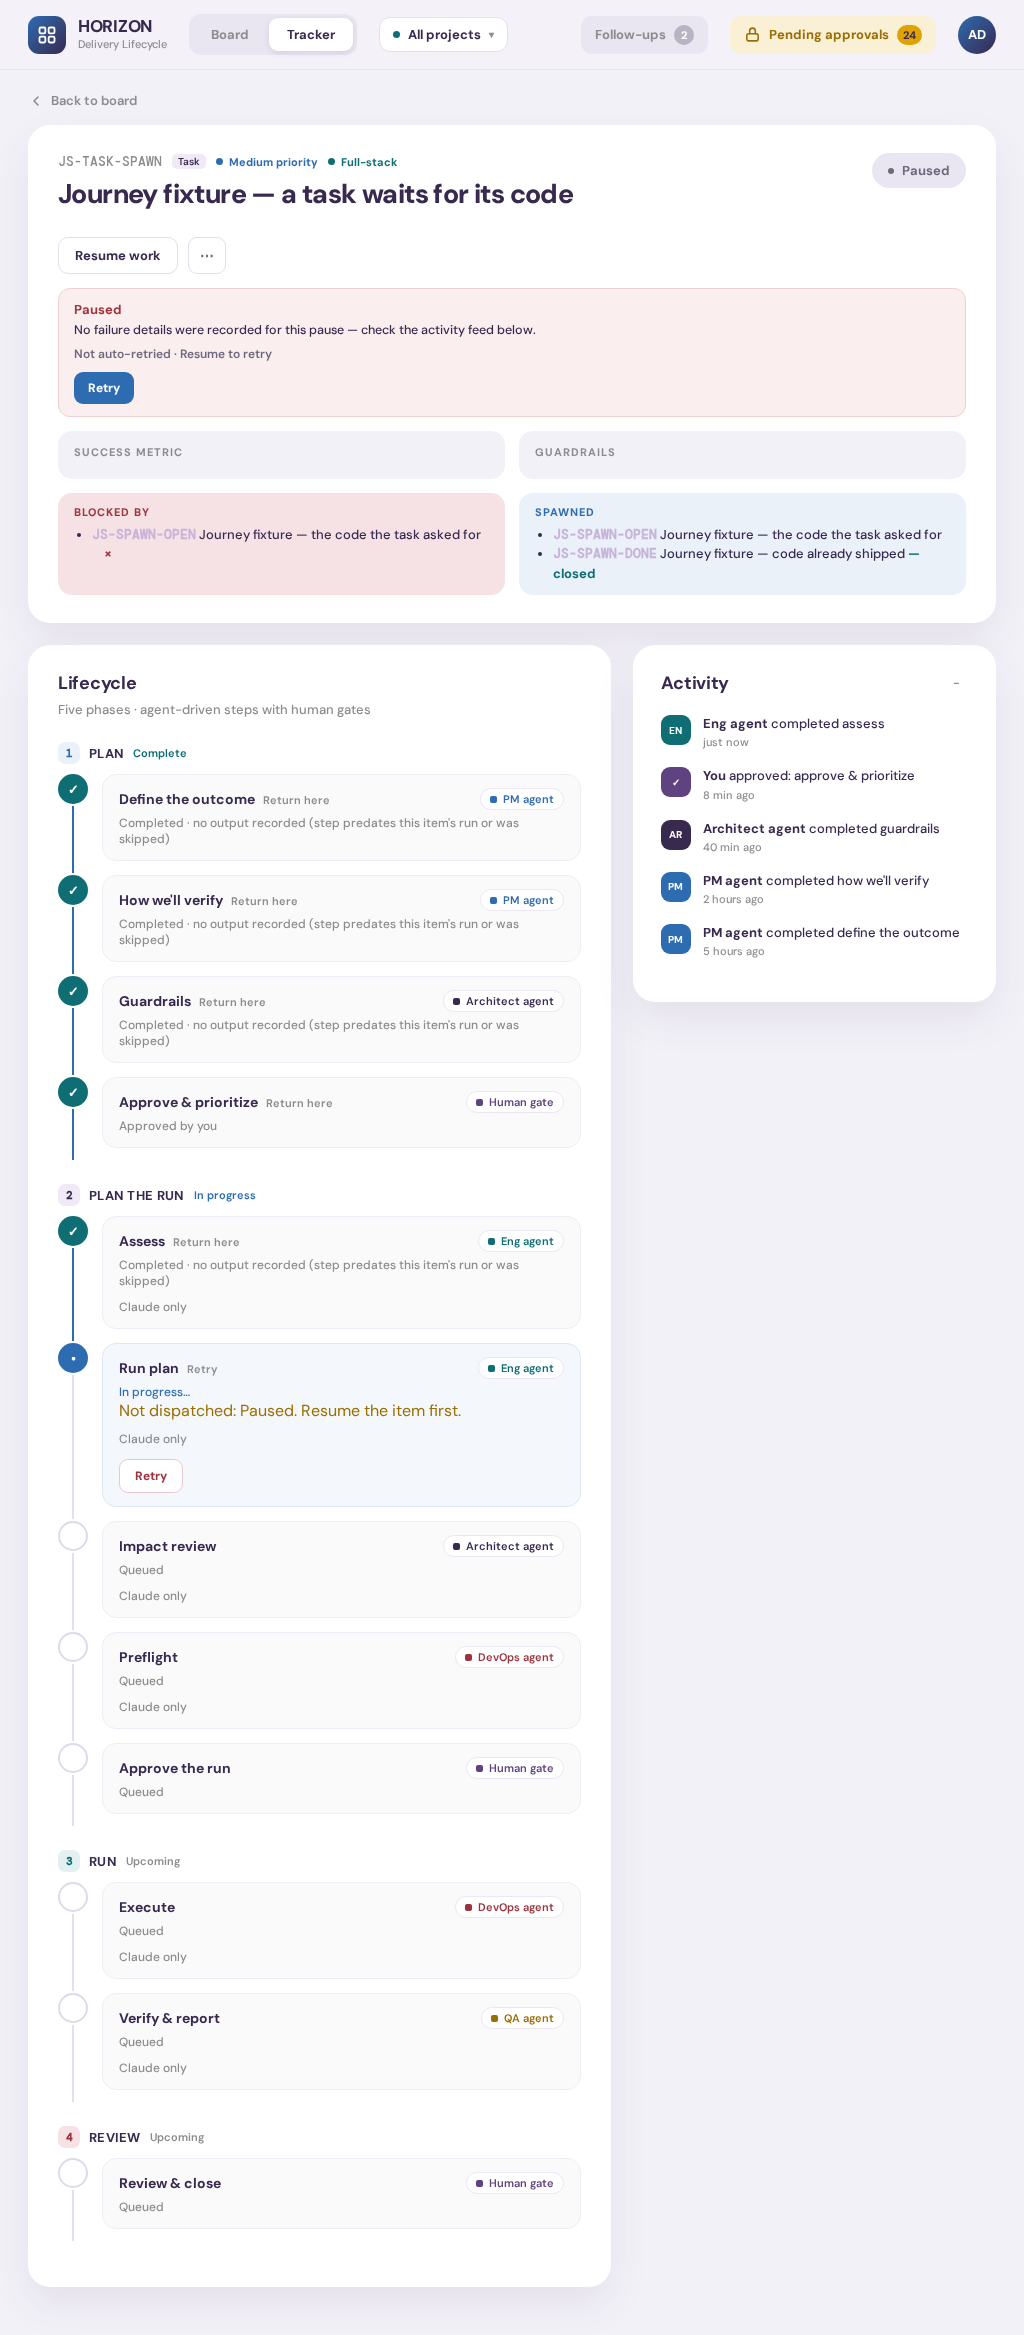 HORIZON
Delivery Lifecycle
Board
Tracker
All projects
Follow-ups 2
Pending approvals 24
AD
Back to board
JS-TASK-SPAWN Task Medium priority Full-stack
Paused
Journey fixture — a task waits for its code
Resume work
···
Paused
No failure details were recorded for this pause — check the activity feed below.
Not auto-retried · Resume to retry
Retry
SUCCESS METRIC
GUARDRAILS
BLOCKED BY
• JS-SPAWN-OPEN Journey fixture — the code the task asked for
×
SPAWNED
• JS-SPAWN-OPEN Journey fixture — the code the task asked for
• JS-SPAWN-DONE Journey fixture — code already shipped —
closed
Lifecycle
Five phases · agent-driven steps with human gates
1 PLAN Complete
Define the outcome Return here PM agent
Completed · no output recorded (step predates this item's run or was
skipped)
How we'll verify Return here PM agent
Completed · no output recorded (step predates this item's run or was
skipped)
Guardrails Return here Architect agent
Completed · no output recorded (step predates this item's run or was
skipped)
Approve & prioritize Return here Human gate
Approved by you
2 PLAN THE RUN In progress
Assess Return here Eng agent
Completed · no output recorded (step predates this item's run or was
skipped)
Claude only
Run plan Retry Eng agent
In progress…
Not dispatched: Paused. Resume the item first.
Claude only
Retry
Impact review Architect agent
Queued
Claude only
Preflight DevOps agent
Queued
Claude only
Approve the run Human gate
Queued
3 RUN Upcoming
Execute DevOps agent
Queued
Claude only
Verify & report QA agent
Queued
Claude only
4 REVIEW Upcoming
Review & close Human gate
Queued
Activity –
EN Eng agent completed assess
just now
✓ You approved: approve & prioritize
8 min ago
AR Architect agent completed guardrails
40 min ago
PM PM agent completed how we'll verify
2 hours ago
PM PM agent completed define the outcome
5 hours ago